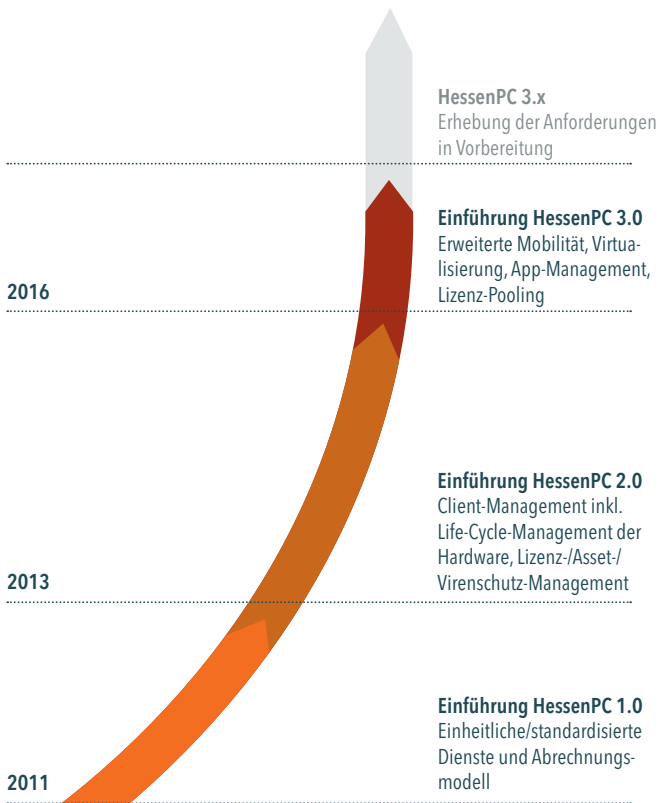 HessenPC 3.x
Erhebung der Anforderungen
in Vorbereitung
Einführung HessenPC 3.0
Erweiterte Mobilität, Virtua-
lisierung, App-Management,
Lizenz-Pooling
2016
Einführung HessenPC 2.0
Client-Management inkl.
Life-Cycle-Management der
Hardware, Lizenz-/Asset-/
Virenschutz-Management
2013
Einführung HessenPC 1.0
Einheitliche/standardisierte
Dienste und Abrechnungs-
modell
2011